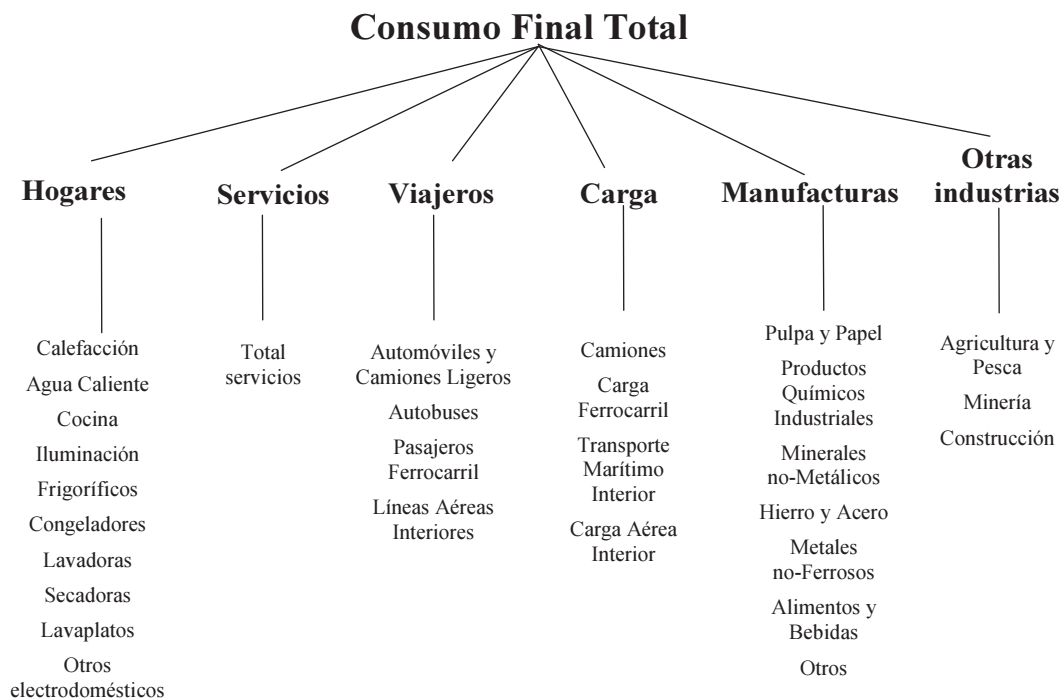 Consumo Final Total
Hogares
Calefacción
Agua Caliente
Cocina
Iluminación
Frigoríficos
Congeladores
Lavadoras
Secadoras
Lavaplatos
Otros
electrodomésticos
Servicios
Total
servicios
Viajeros
Automóviles y
Camiones Ligeros
Autobuses
Pasajeros
Ferrocarril
Líneas Aéreas
Interiores
Carga
Camiones
Carga
Ferrocarril
Transporte
Marítimo
Interior
Carga Aérea
Interior
Manufacturas
Pulpa y Papel
Productos
Químicos
Industriales
Minerales
no-Metálicos
Hierro y Acero
Metales
no-Ferrosos
Alimentos y
Bebidas
Otros
Otras
industrias
Agricultura y
Pesca
Minería
Construcción